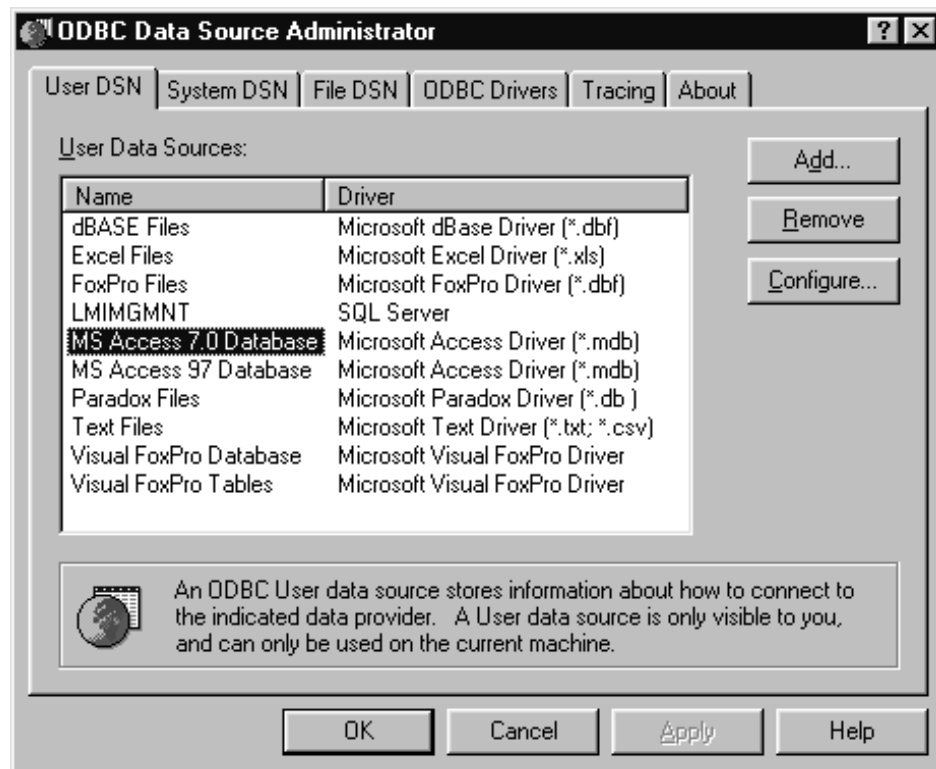 ODBC Data Source Administrator
User DSN System DSN File DSN ODBC Drivers Tracing About
User Data Sources:
Add...
Name Driver
dBASE Files Microsoft dBase Driver (*.dbf)
Remove
Excel Files Microsoft Excel Driver (*.xls)
FoxPro Files Microsoft FoxPro Driver (*.dbf)
Configure...
LMIMGMNT SQL Server
MS Access 7.0 Database Microsoft Access Driver (*.mdb)
MS Access 97 Database Microsoft Access Driver (*.mdb)
Paradox Files Microsoft Paradox Driver (*.db )
Text Files Microsoft Text Driver (*.txt; *.csv)
Visual FoxPro Database Microsoft Visual FoxPro Driver
Visual FoxPro Tables Microsoft Visual FoxPro Driver
An ODBC User data source stores information about how to connect to
the indicated data provider. A User data source is only visible to you,
and can only be used on the current machine.
OK Cancel Apply Help